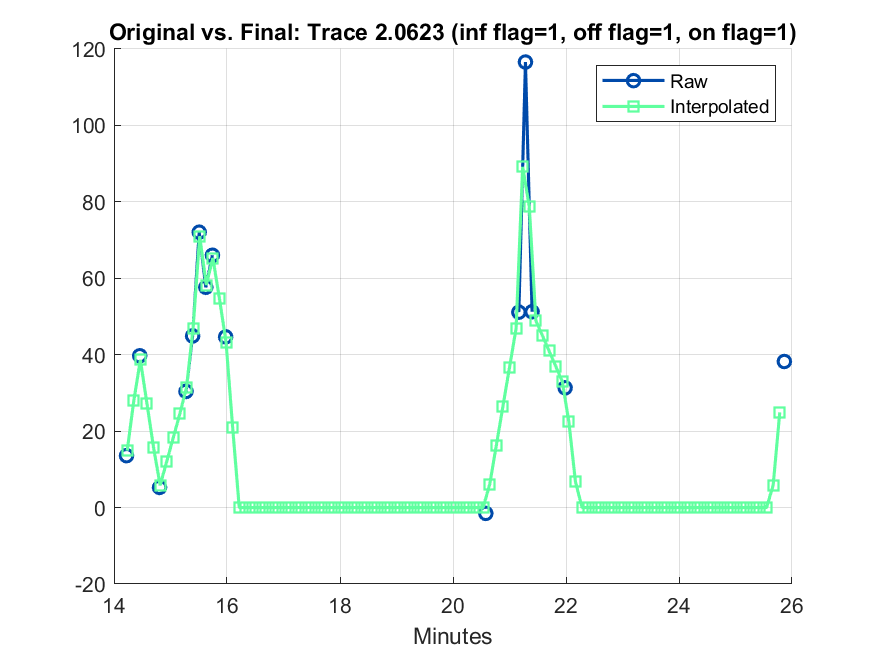 Original vs. Final: Trace 2.0623 (inf flag=1, off flag=1, on flag=1)
120
100
80
60
40
20
0
-20
Raw
Interpolated
14 16 18 20 22 24 26
Minutes